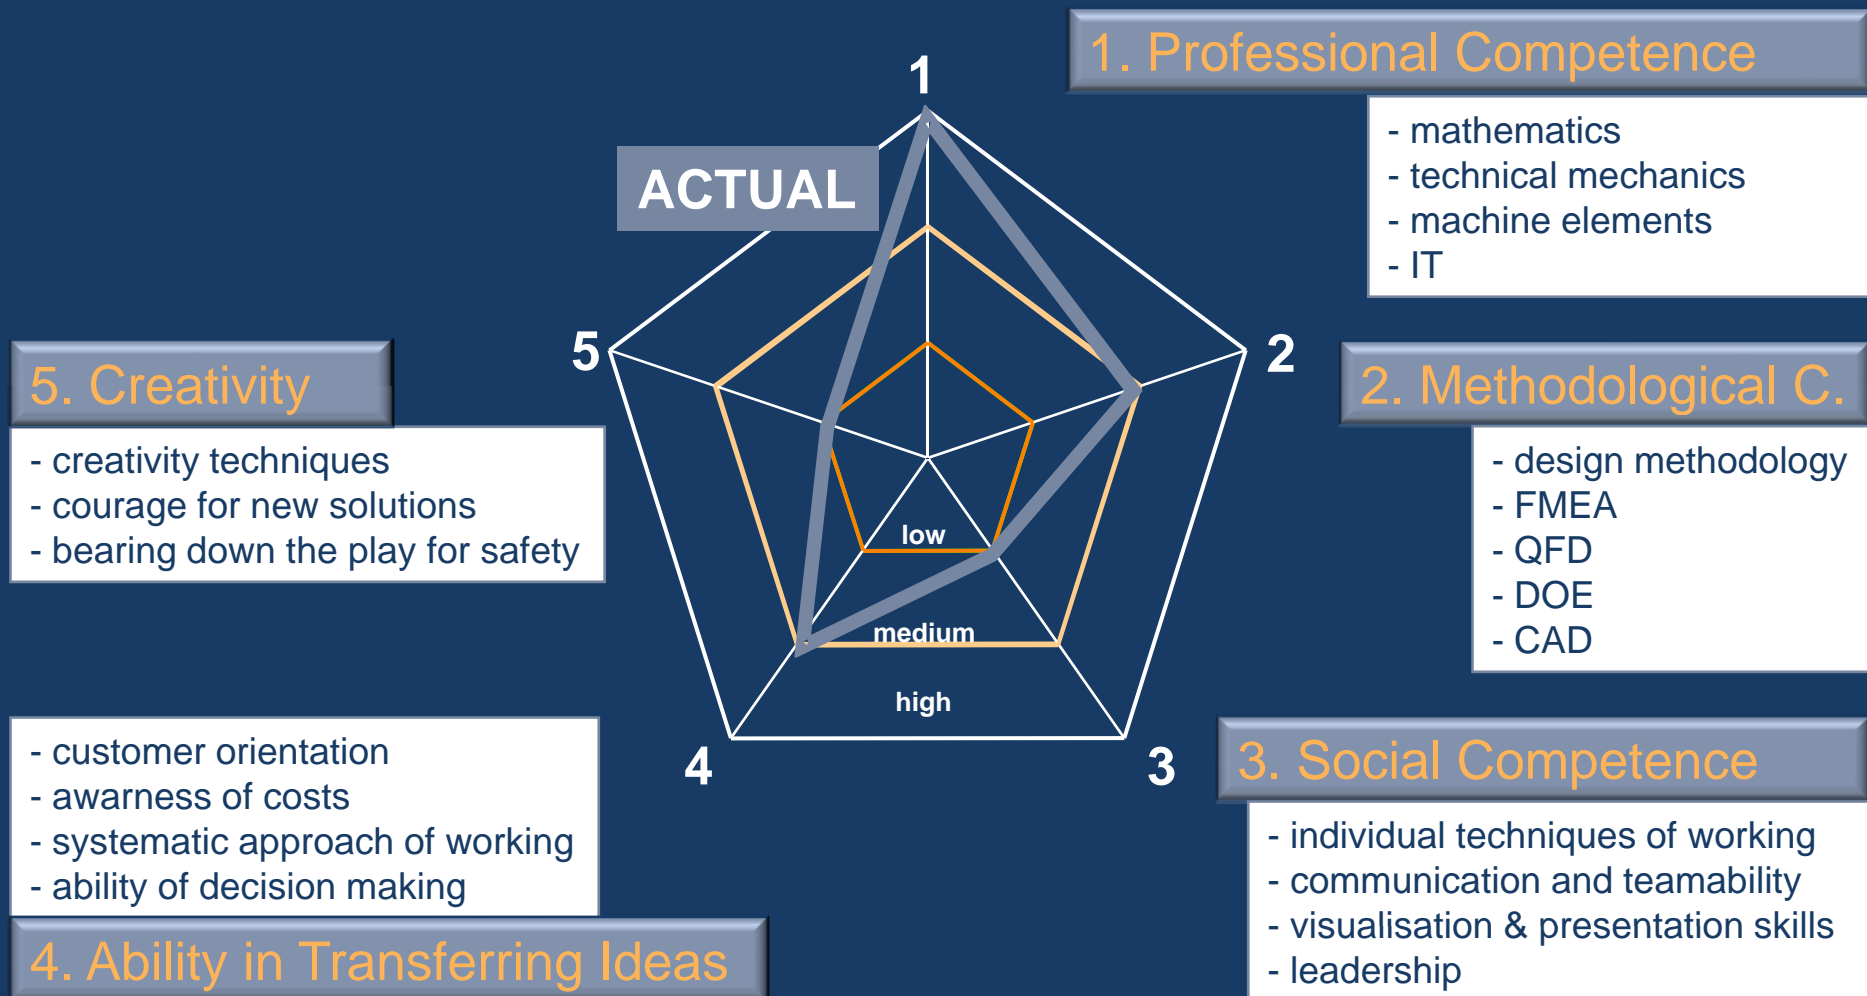 1. Professional Competence
- mathematics
- technical mechanics
- machine elements
- IT
1
ACTUAL
5
2
low
medium
high
4
3
2. Methodological C.
- design methodology
- FMEA
- QFD
- DOE
- CAD
3. Social Competence
- individual techniques of working
- communication and teamability
- visualisation & presentation skills
- leadership
5. Creativity
- creativity techniques
- courage for new solutions
- bearing down the play for safety
- customer orientation
- awarness of costs
- systematic approach of working
- ability of decision making
4. Ability in Transferring Ideas